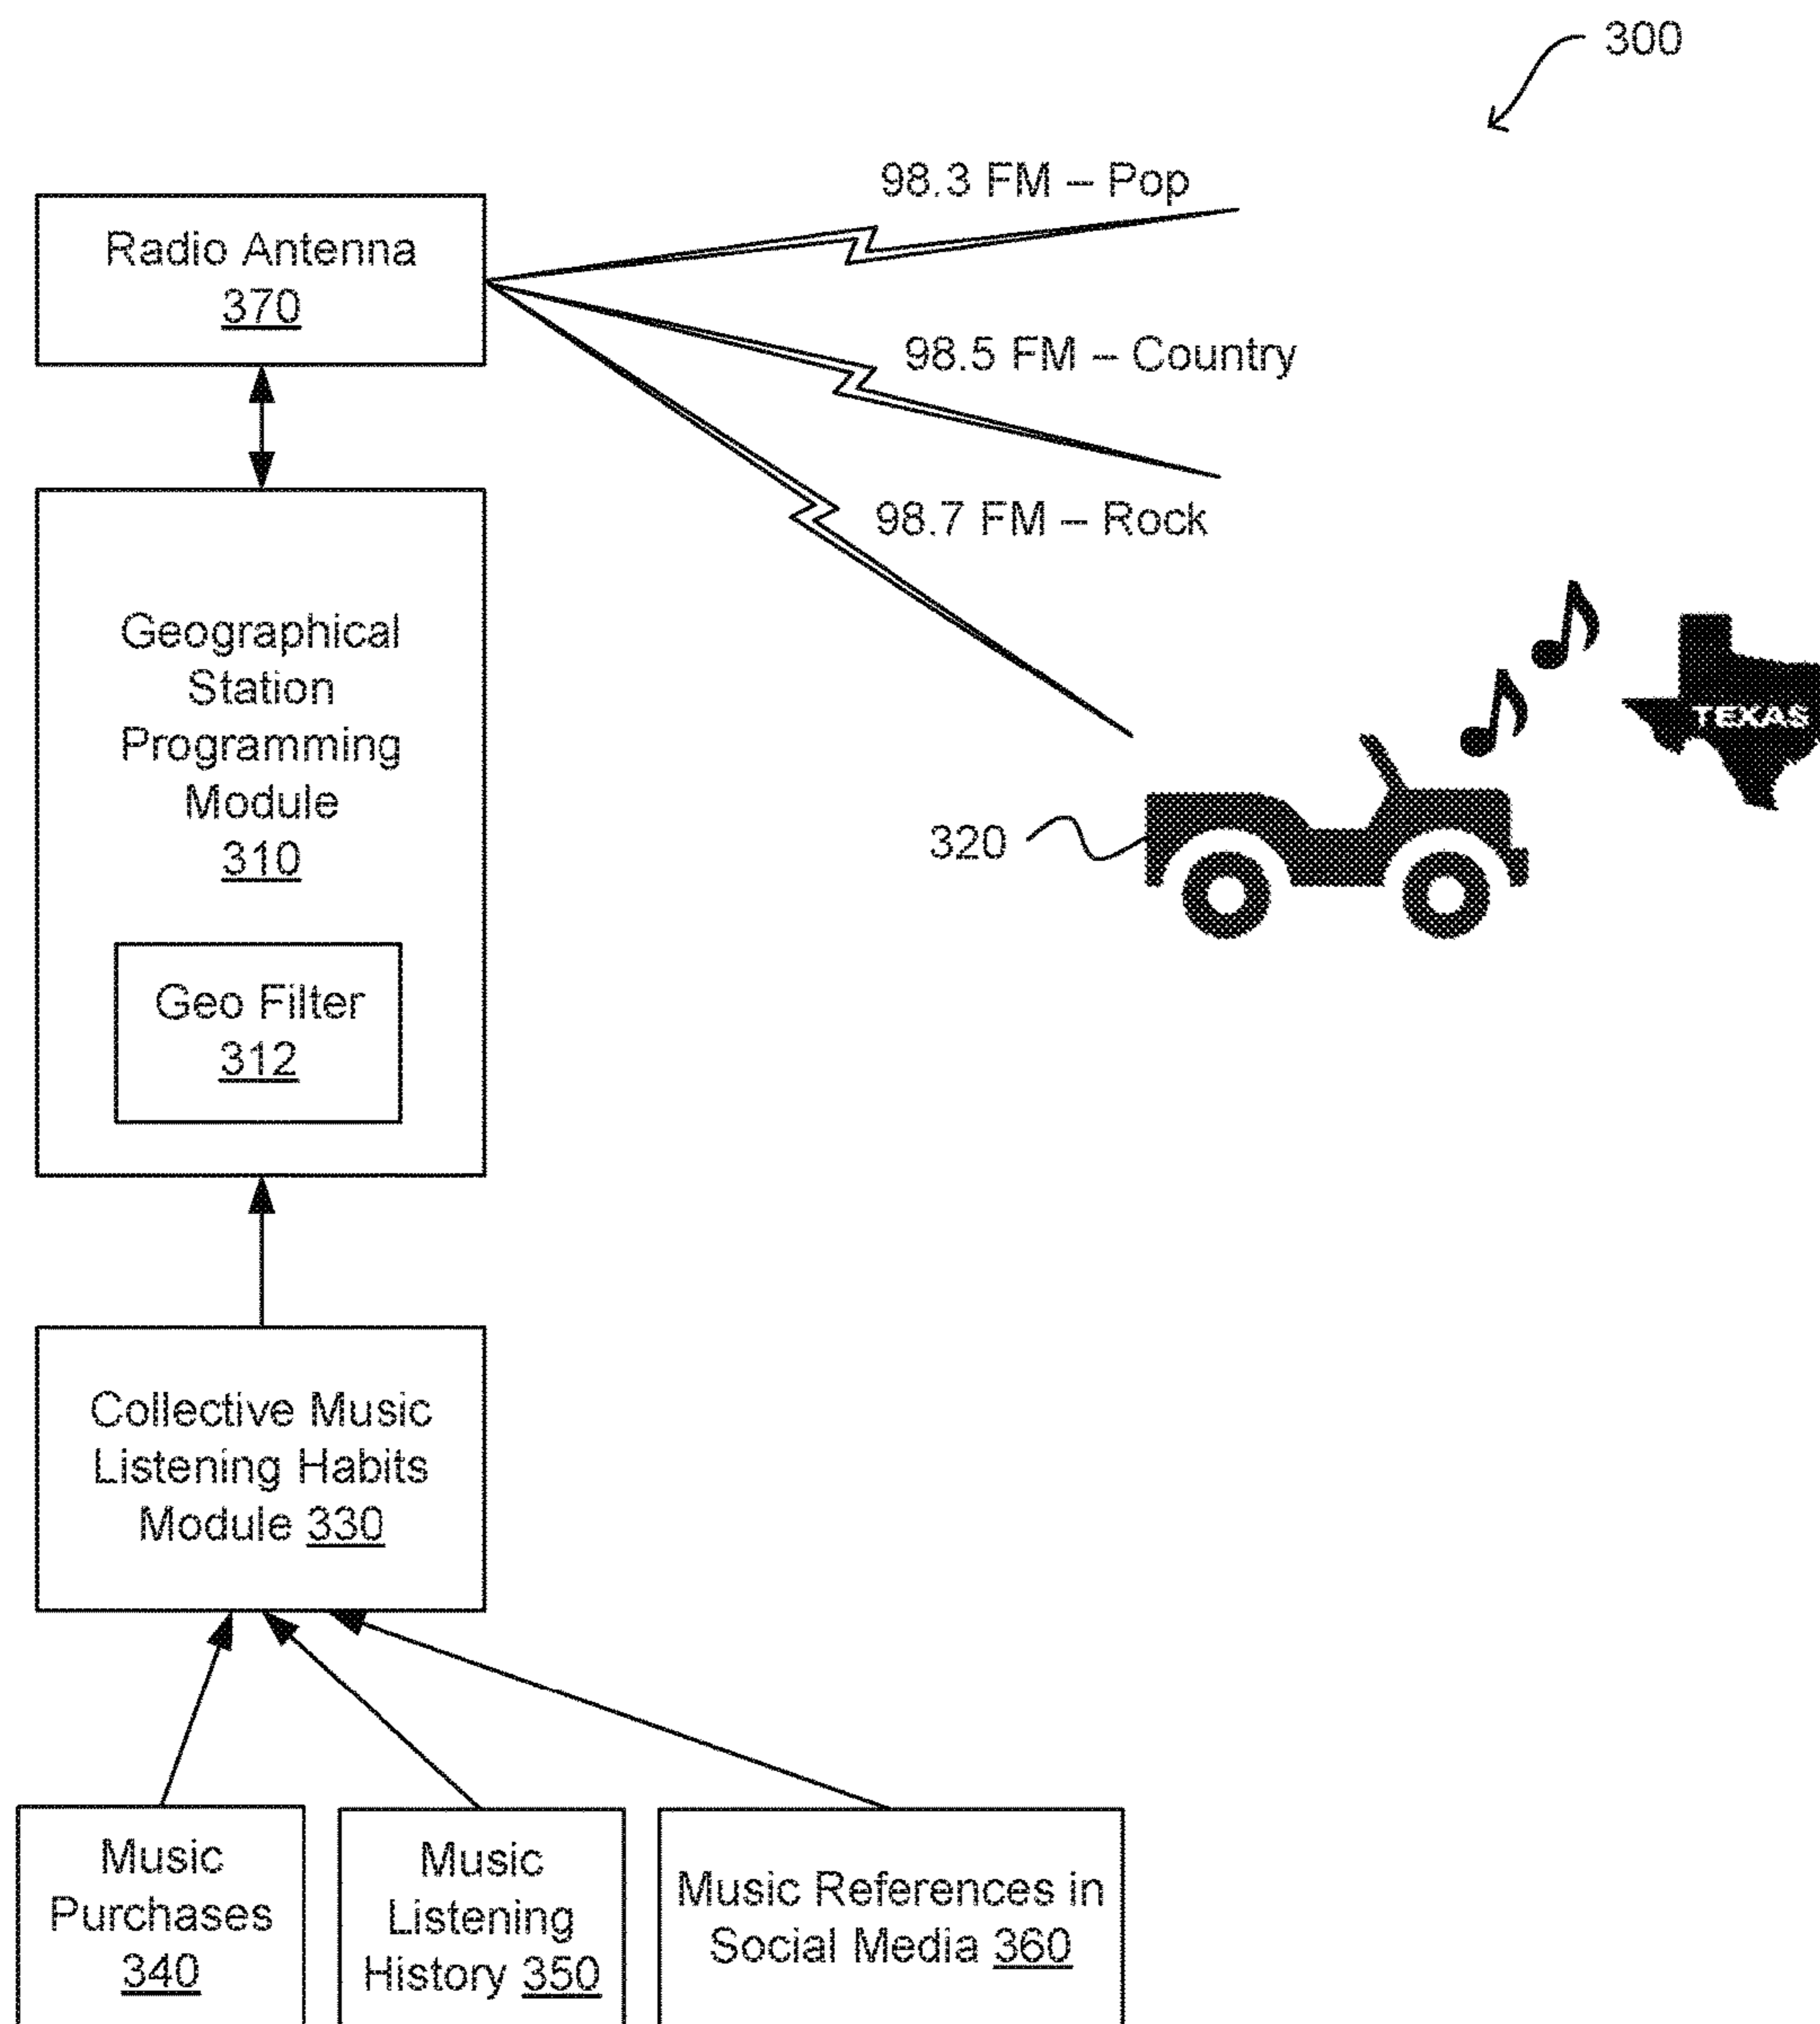 300
98.3 FM – Pop
Radio Antenna
370
98.5 FM – Country
98.7 FM – Rock
Geographical
Station
Programming
Module
310
TEXAS
320
Geo Filter
312
Collective Music
Listening Habits
Module 330
Music
Purchases
340
Music
Listening
History 350
Music References in
Social Media 360